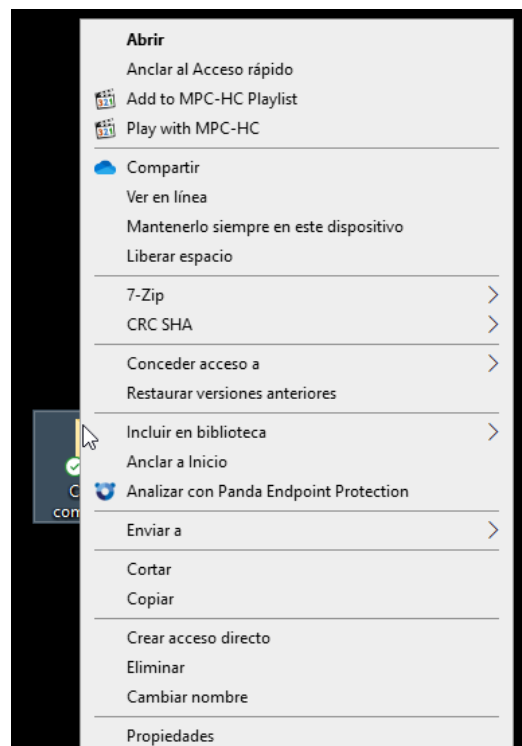 Abrir
Anclar al Acceso rápido
Add to MPC-HC Playlist
Play with MPC-HC
Compartir
Ver en línea
Mantenerlo siempre en este dispositivo
Liberar espacio
7-Zip
CRC SHA
Conceder acceso a
Restaurar versiones anteriores
Incluir en biblioteca
Anclar a Inicio
Analizar con Panda Endpoint Protection
Enviar a
Cortar
Copiar
Crear acceso directo
Eliminar
Cambiar nombre
Propiedades